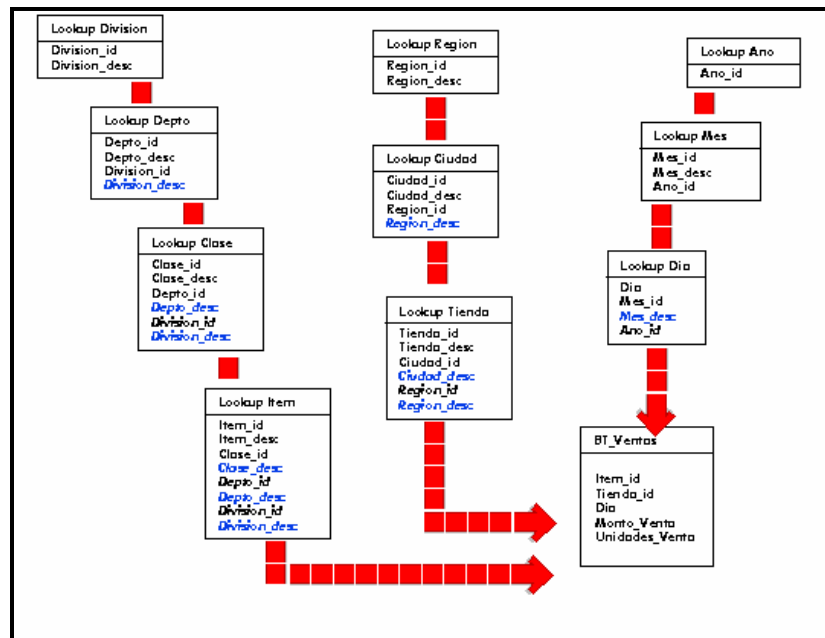 Lookup Division
Division_id
Division_desc
Lookup Depto
Depto_id
Depto_desc
Division_id
Division_desc
Lookup Clase
Clase_id
Clase_desc
Depto_id
Depto_desc
Division_id
Division_desc
Lookup Item
Item_id
Item_desc
Clase_id
Clase_desc
Depto_id
Depto_desc
Division_id
Division_desc
Lookup Region
Region_id
Region_desc
Lookup Ciudad
Ciudad_id
Ciudad_desc
Region_id
Region_desc
Lookup Tienda
Tienda_id
Tienda_desc
Ciudad_id
Ciudad_desc
Region_id
Region_desc
Lookup Ano
Ano_id
Lookup Mes
Mes_id
Mes_desc
Ano_id
Lookup Dia
Dia
Mes_id
Mes_desc
Ano_id
BT_Ventas
Item_id
Tienda_id
Dia
Monto_Venta
Unidades_Venta